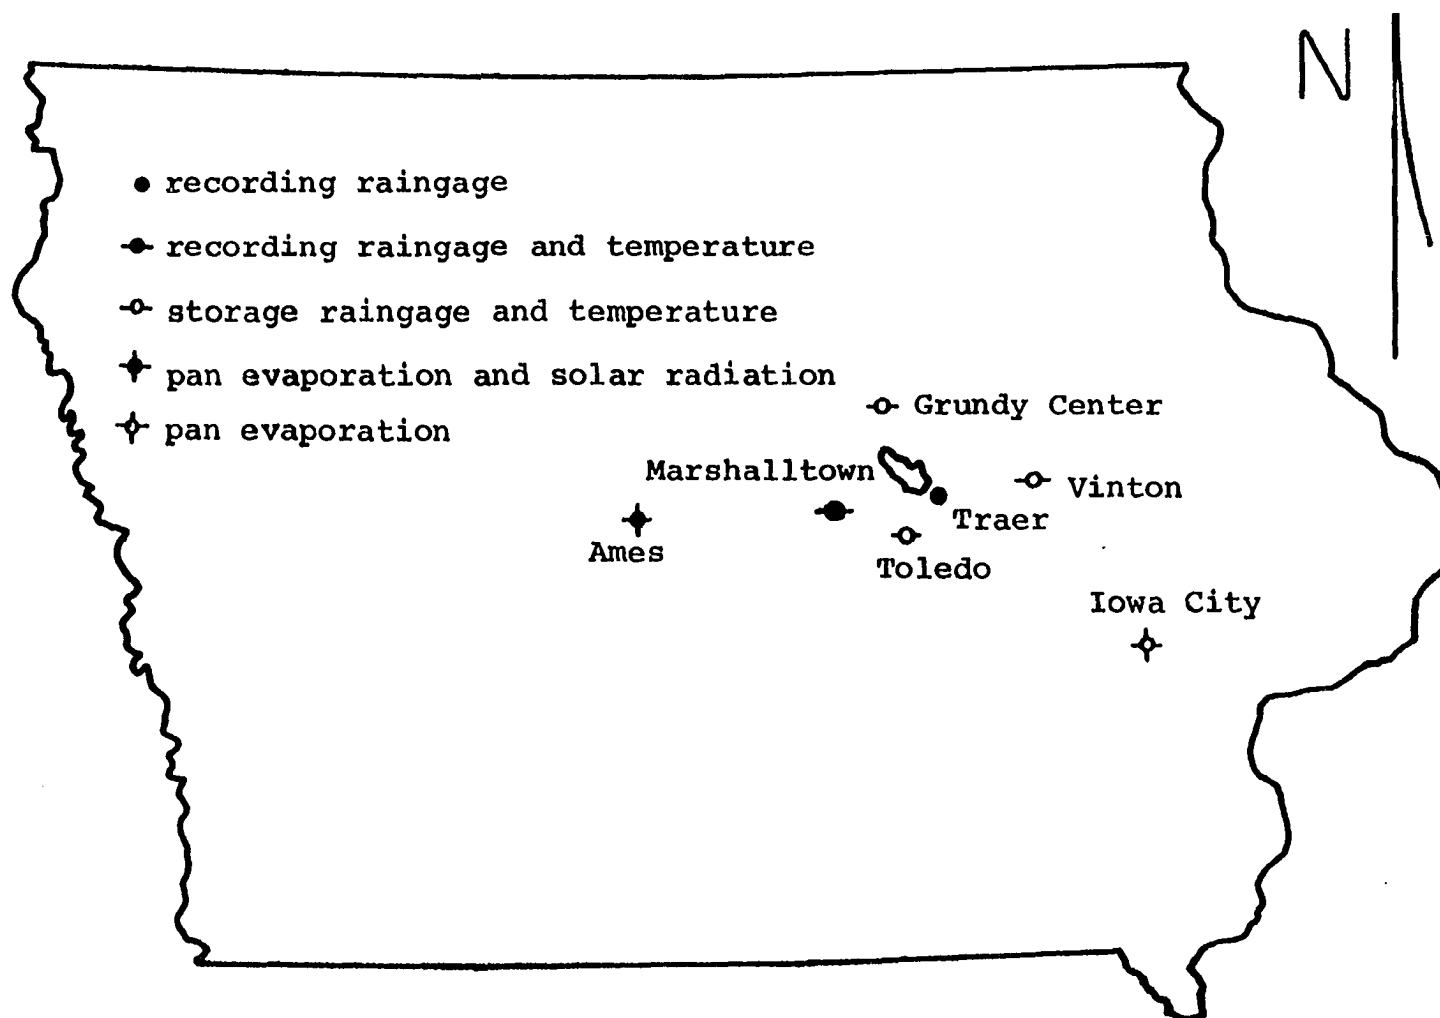 N
recording raingage
recording raingage and temperature
storage raingage and temperature
pan evaporation and solar radiation
pan evaporation
Grundy Center
Marshalltown
Vinton
Traer
Ames
Toledo
Iowa City